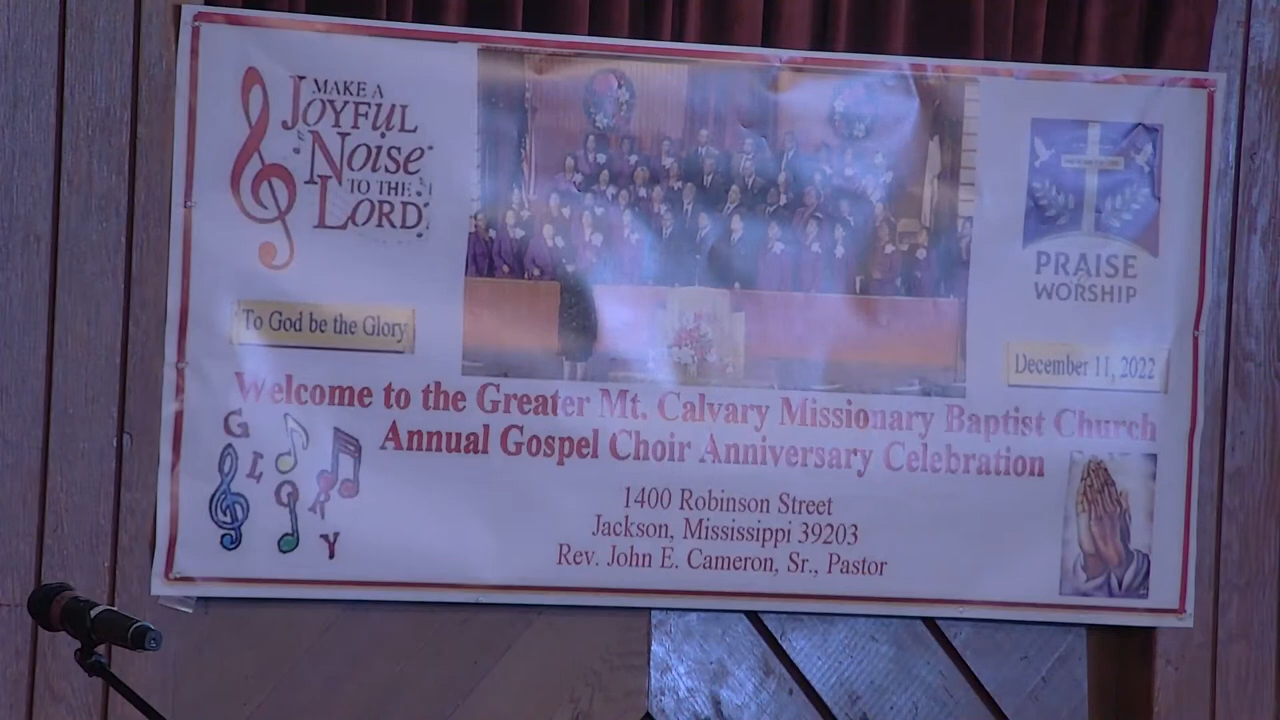 MAKE A
JOYFUL
NOISE
TO THE
LORD
To God be the Glory
PRAISE
&
WORSHIP
December 11, 2022
Welcome to the Greater Mt. Calvary Missionary Baptist Church
Annual Gospel Choir Anniversary Celebration
G
L
O
R
Y
1400 Robinson Street
Jackson, Mississippi 39203
Rev. John E. Cameron, Sr., Pastor